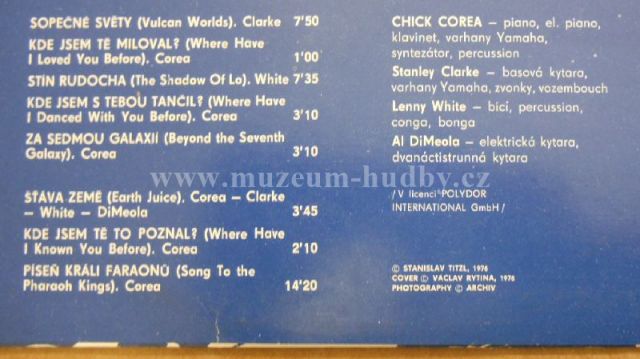 SOPEČNÉ SVĚTY (Vulcan Worlds). Clarke 7'50
KDE JSEM TĚ MILOVAL? (Where Have
I Loved You Before). Corea 1'00
STÍN RUDOCHA (The Shadow Of Lo). White 7'35
KDE JSEM S TEBOU TANČIL? (Where Have
I Danced With You Before). Corea 3'10
ZA SEDMOU GALAXIÍ (Beyond the Seventh
Galaxy). Corea 3'10
ŠŤÁVA ZEMĚ (Earth Juice). Corea – Clarke
– White – DiMeola 3'45
KDE JSEM TĚ TO POZNAL? (Where Have
I Known You Before). Corea 2'10
PÍSEŇ KRÁLI FARAONŮ (Song To the
Pharaoh Kings). Corea 14'20
CHICK COREA – piano, el. piano,
klavinet, varhany Yamaha,
syntezátor, percussion
Stanley Clarke – basová kytara,
varhany Yamaha, zvonky, vozembouch
Lenny White – bicí, percussion,
conga, bonga
Al DiMeola – elektrická kytara,
dvanáctistrunná kytara
/V licenci POLYDOR
INTERNATIONAL GmbH/
© STANISLAV TITZL, 1976
COVER © VÁCLAV RYTINA, 1976
PHOTOGRAPHY © ARCHIV
www.muzeum-hudby.cz